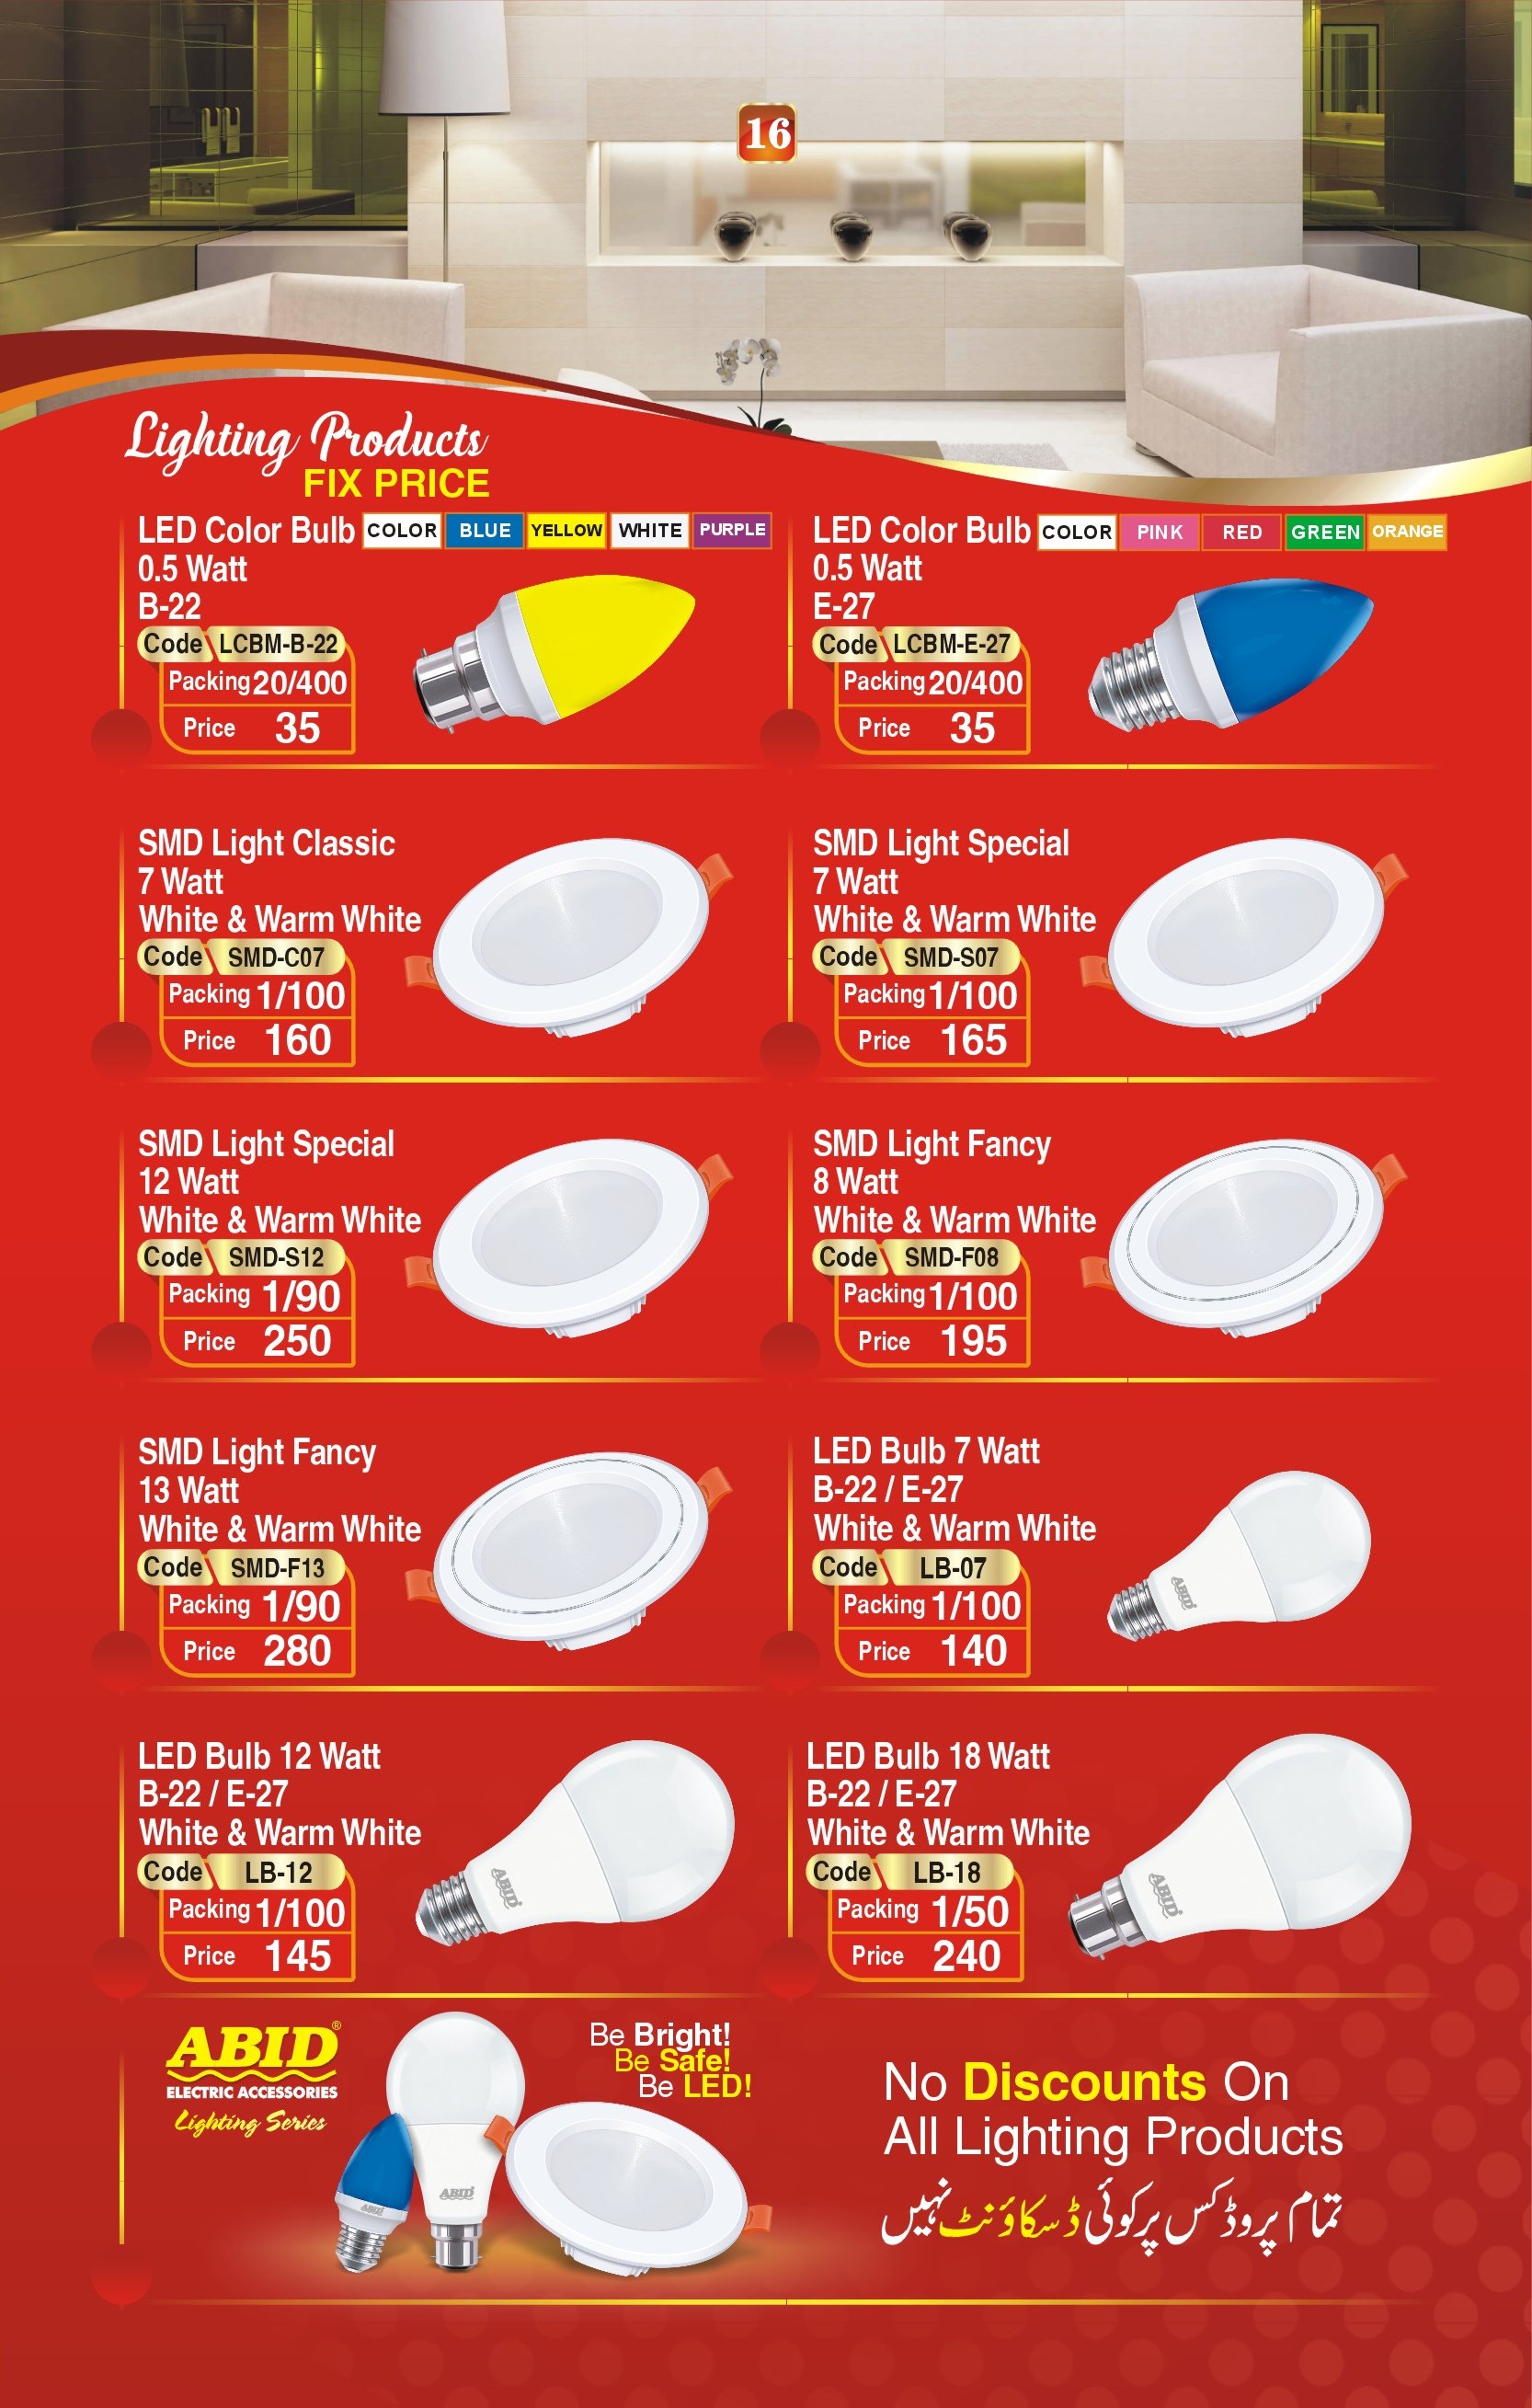 16
Lighting Products
FIX PRICE
LED Color Bulb COLOR BLUE YELLOW WHITE PURPLE
0.5 Watt
B-22
Code LCBM-B-22
Packing 20/400
Price 35
LED Color Bulb COLOR PINK RED GREEN ORANGE
0.5 Watt
E-27
Code LCBM-E-27
Packing 20/400
Price 35
SMD Light Classic
7 Watt
White & Warm White
Code SMD-C07
Packing 1/100
Price 160
SMD Light Special
7 Watt
White & Warm White
Code SMD-S07
Packing 1/100
Price 165
SMD Light Special
12 Watt
White & Warm White
Code SMD-S12
Packing 1/90
Price 250
SMD Light Fancy
8 Watt
White & Warm White
Code SMD-F08
Packing 1/100
Price 195
SMD Light Fancy
13 Watt
White & Warm White
Code SMD-F13
Packing 1/90
Price 280
LED Bulb 7 Watt
B-22 / E-27
White & Warm White
Code LB-07
Packing 1/100
Price 140
ABID
LED Bulb 12 Watt
B-22 / E-27
White & Warm White
Code LB-12
Packing 1/100
Price 145
ABID
LED Bulb 18 Watt
B-22 / E-27
White & Warm White
Code LB-18
Packing 1/50
Price 240
ABID
ABID®
ELECTRIC ACCESSORIES
Lighting Series
ABID
ABID
Be Bright!
Be Safe!
Be LED!
No Discounts On
All Lighting Products
تمام پروڈکس پر کوئی ڈسکاؤنٹ نہیں